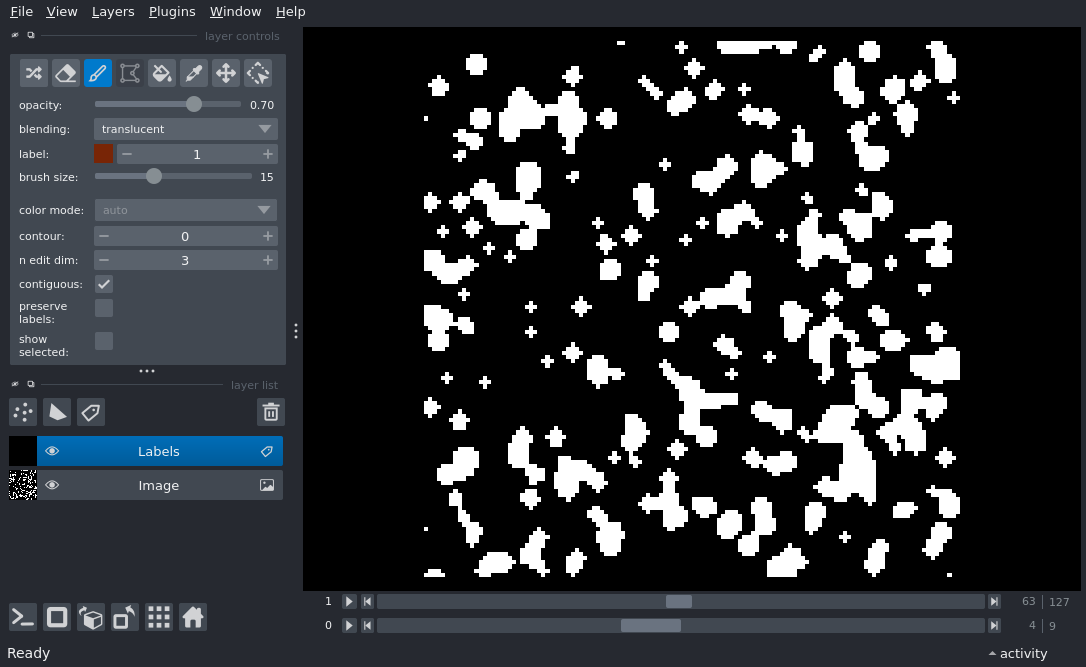 File View Layers Plugins Window Help
layer controls
opacity: 0.70
blending: translucent
label: 1
brush size: 15
color mode: auto
contour: 0
n edit dim: 3
contiguous:
preserve
labels:
show
selected:
layer list
Labels
Image
1 63 127
0 4 9
Ready activity